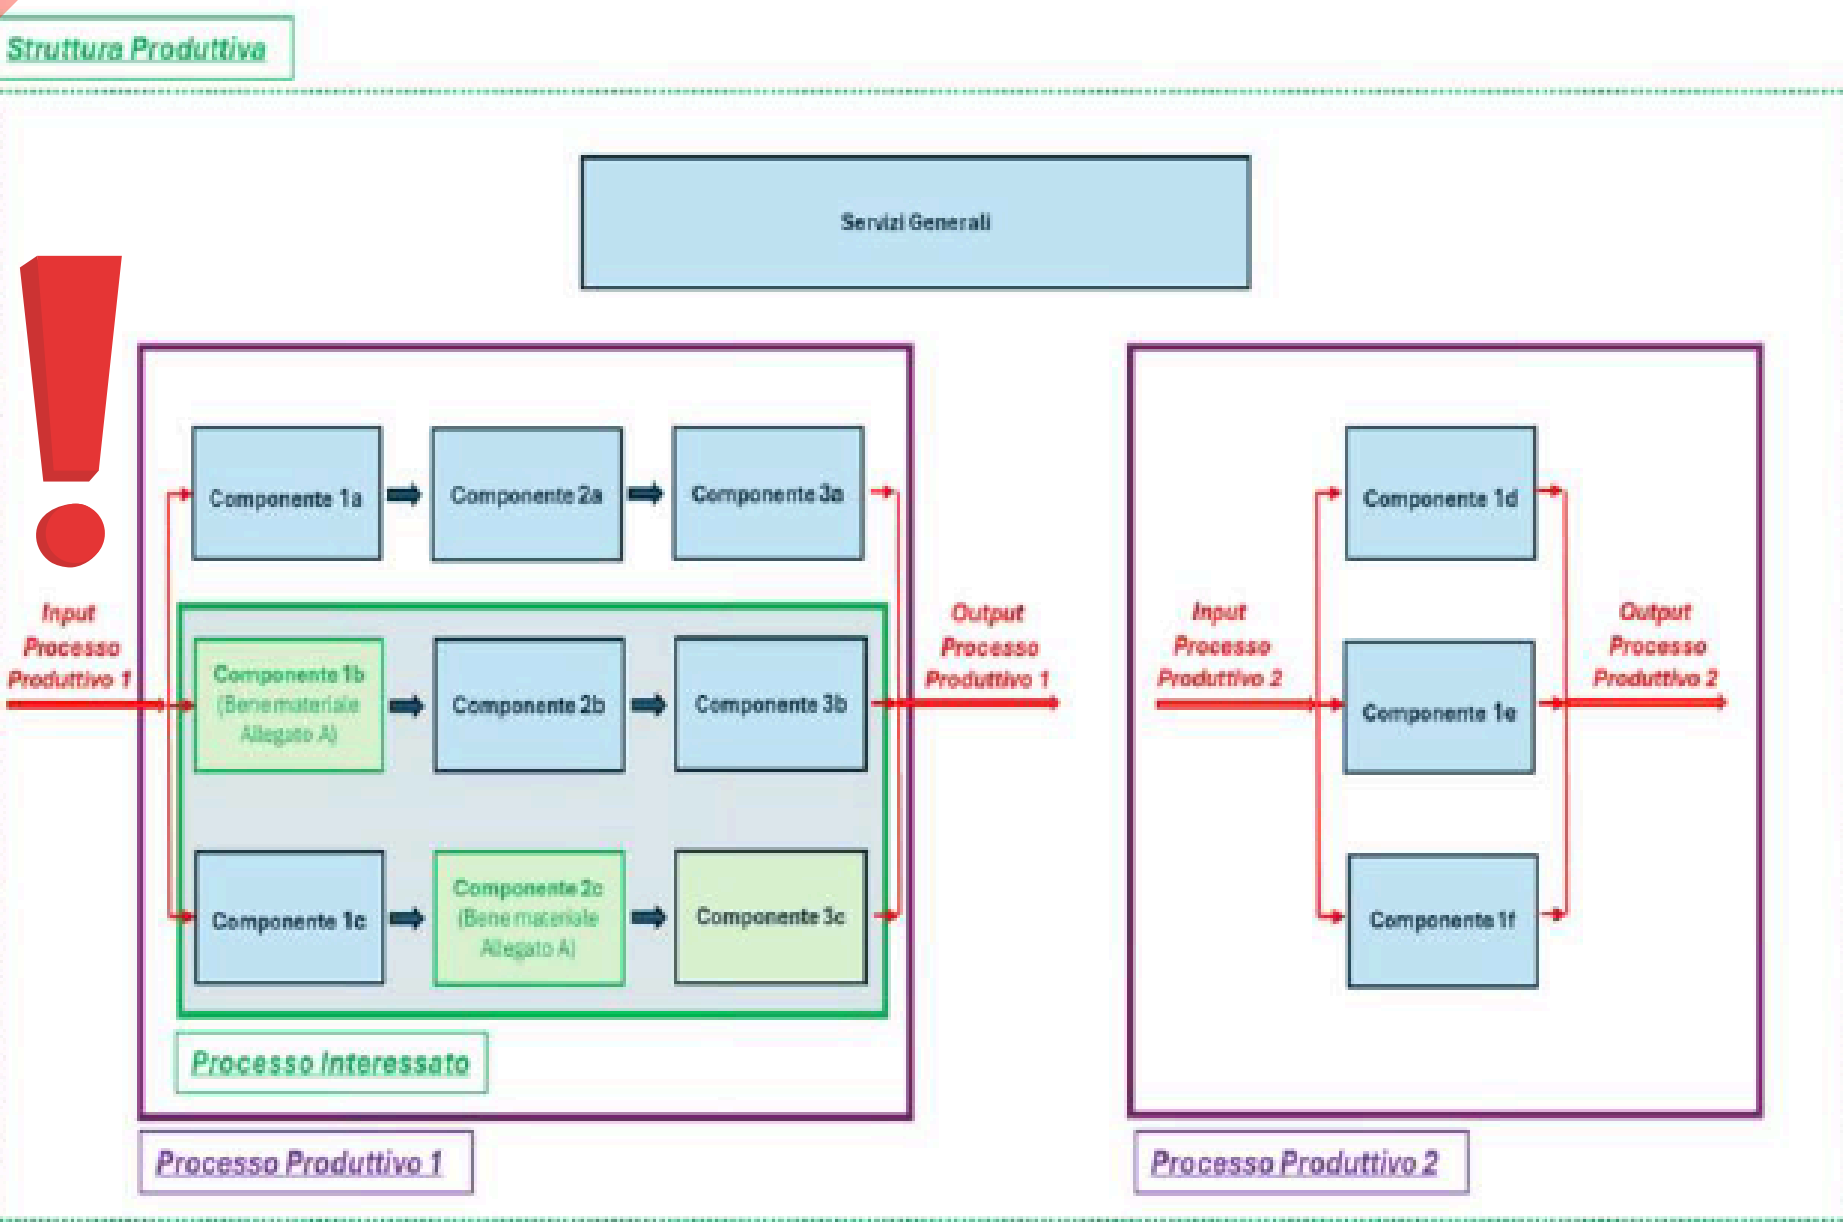 Struttura Produttiva
Servizi Generali
Componente 1a
Componente 2a
Componente 3a
Input
Processo
Produttivo 1
Componente 1b
(Bene materiale
Allegato A)
Componente 2b
Componente 3b
Output
Processo
Produttivo 1
Componente 1c
Componente 2c
(Bene materiale
Allegato A)
Componente 3c
Processo Interessato
Processo Produttivo 1
Input
Processo
Produttivo 2
Componente 1d
Componente 1e
Componente 1f
Output
Processo
Produttivo 2
Processo Produttivo 2